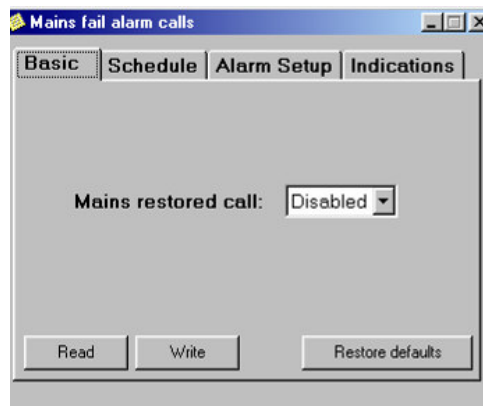 Mains fail alarm calls
Basic Schedule Alarm Setup Indications
Mains restored call: Disabled
Read Write Restore defaults